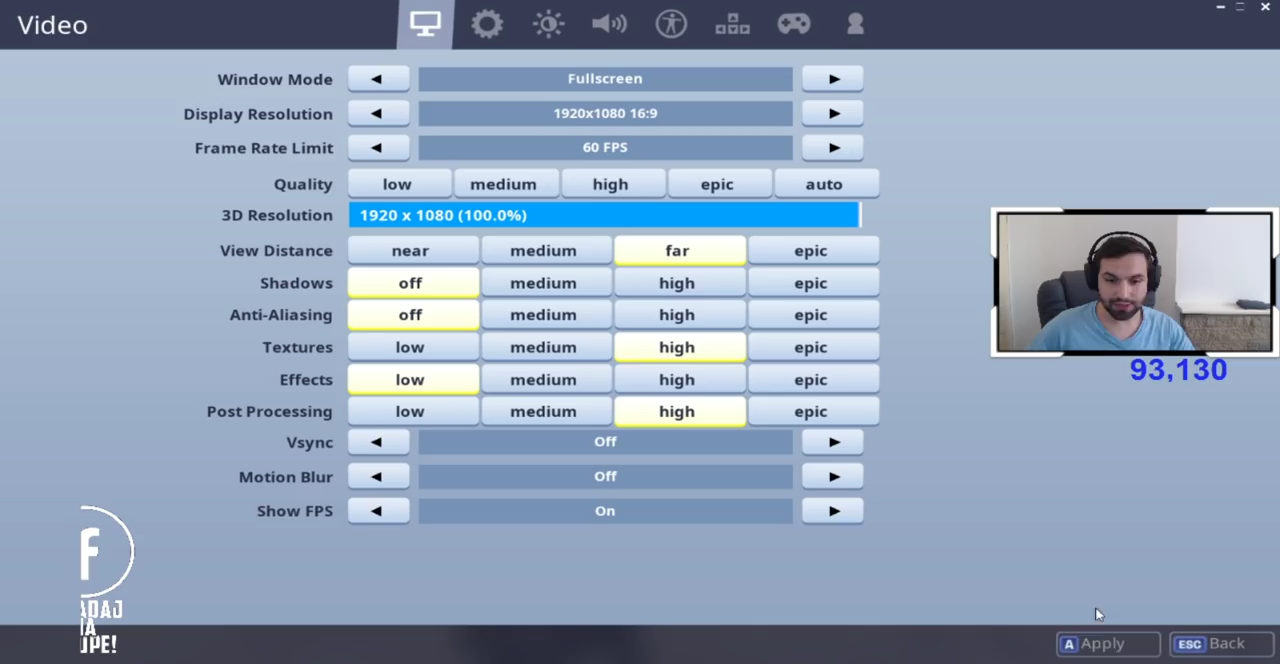 Video
Window Mode Fullscreen
Display Resolution 1920x1080 16:9
Frame Rate Limit 60 FPS
Quality low medium high epic auto
3D Resolution 1920 x 1080 (100.0%)
View Distance near medium far epic
Shadows off medium high epic
Anti-Aliasing off medium high epic
Textures low medium high epic
Effects low medium high epic
Post Processing low medium high epic
Vsync Off
Motion Blur Off
Show FPS On
93,130
F
A Apply ESC Back